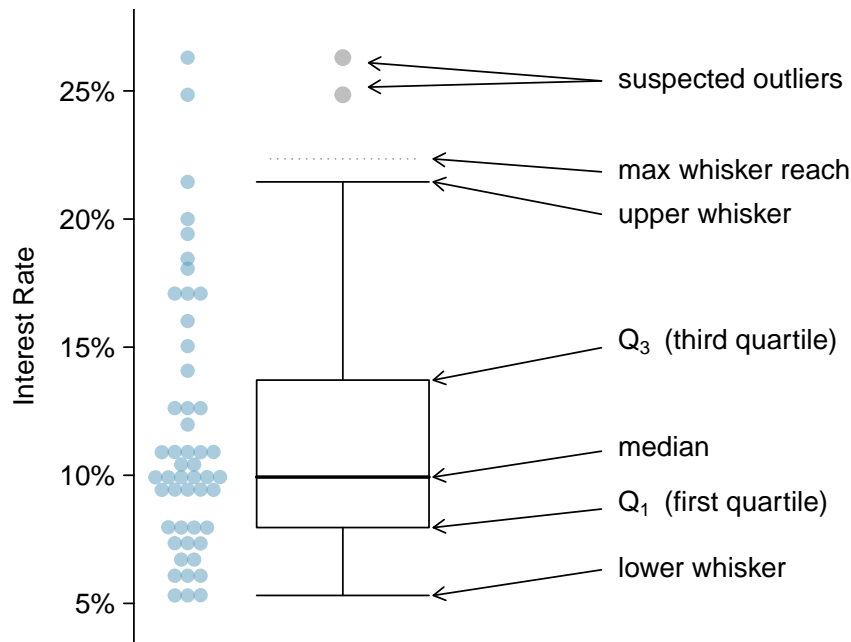 Interest Rate
25%
20%
15%
10%
5%
suspected outliers
max whisker reach
upper whisker
Q₃ (third quartile)
median
Q₁ (first quartile)
lower whisker